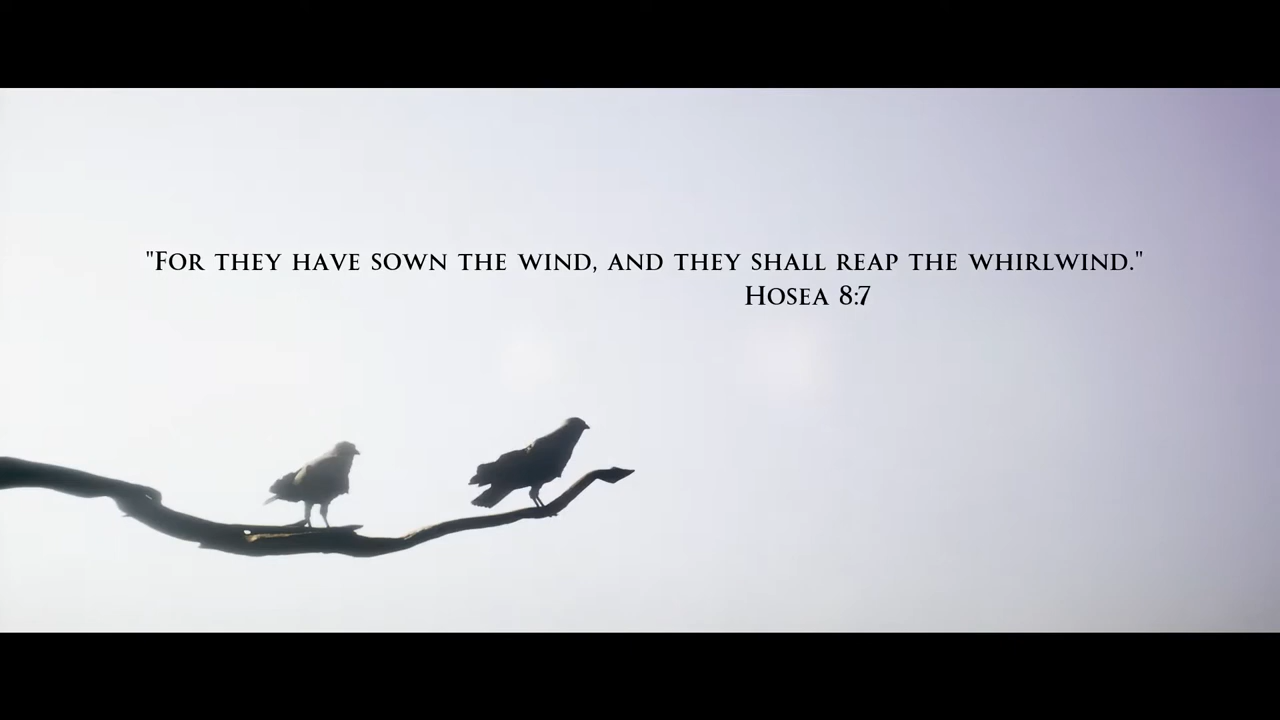 "For they have sown the wind, and they shall reap the whirlwind."
Hosea 8:7